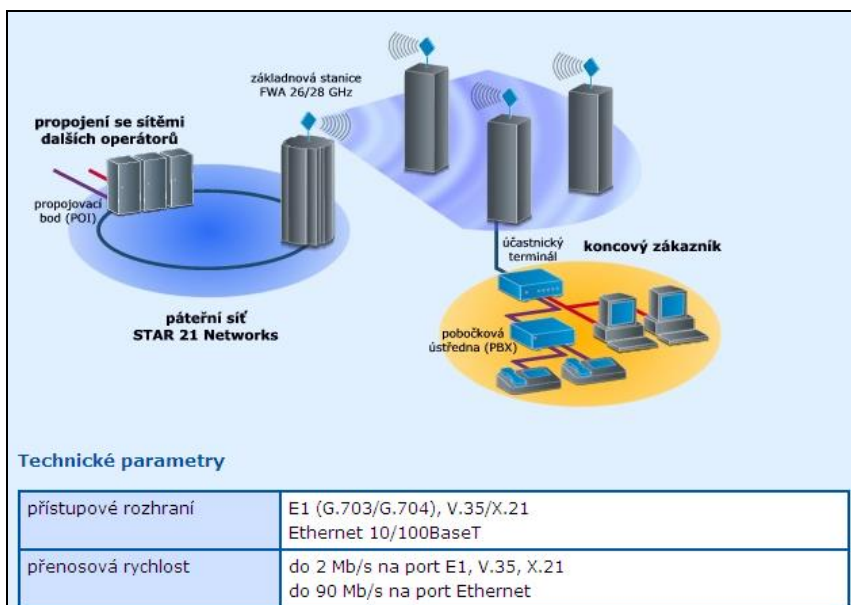 základnová stanice
FWA 26/28 GHz
propojení se sítěmi
dalších operátorů
propojovací
bod (POI)
účastnický
terminál
koncový zákazník
páteřní síť
STAR 21 Networks
pobočková
ústředna (PBX)
Technické parametry
přístupové rozhraní
E1 (G.703/G.704), V.35/X.21
Ethernet 10/100BaseT
přenosová rychlost
do 2 Mb/s na port E1, V.35, X.21
do 90 Mb/s na port Ethernet